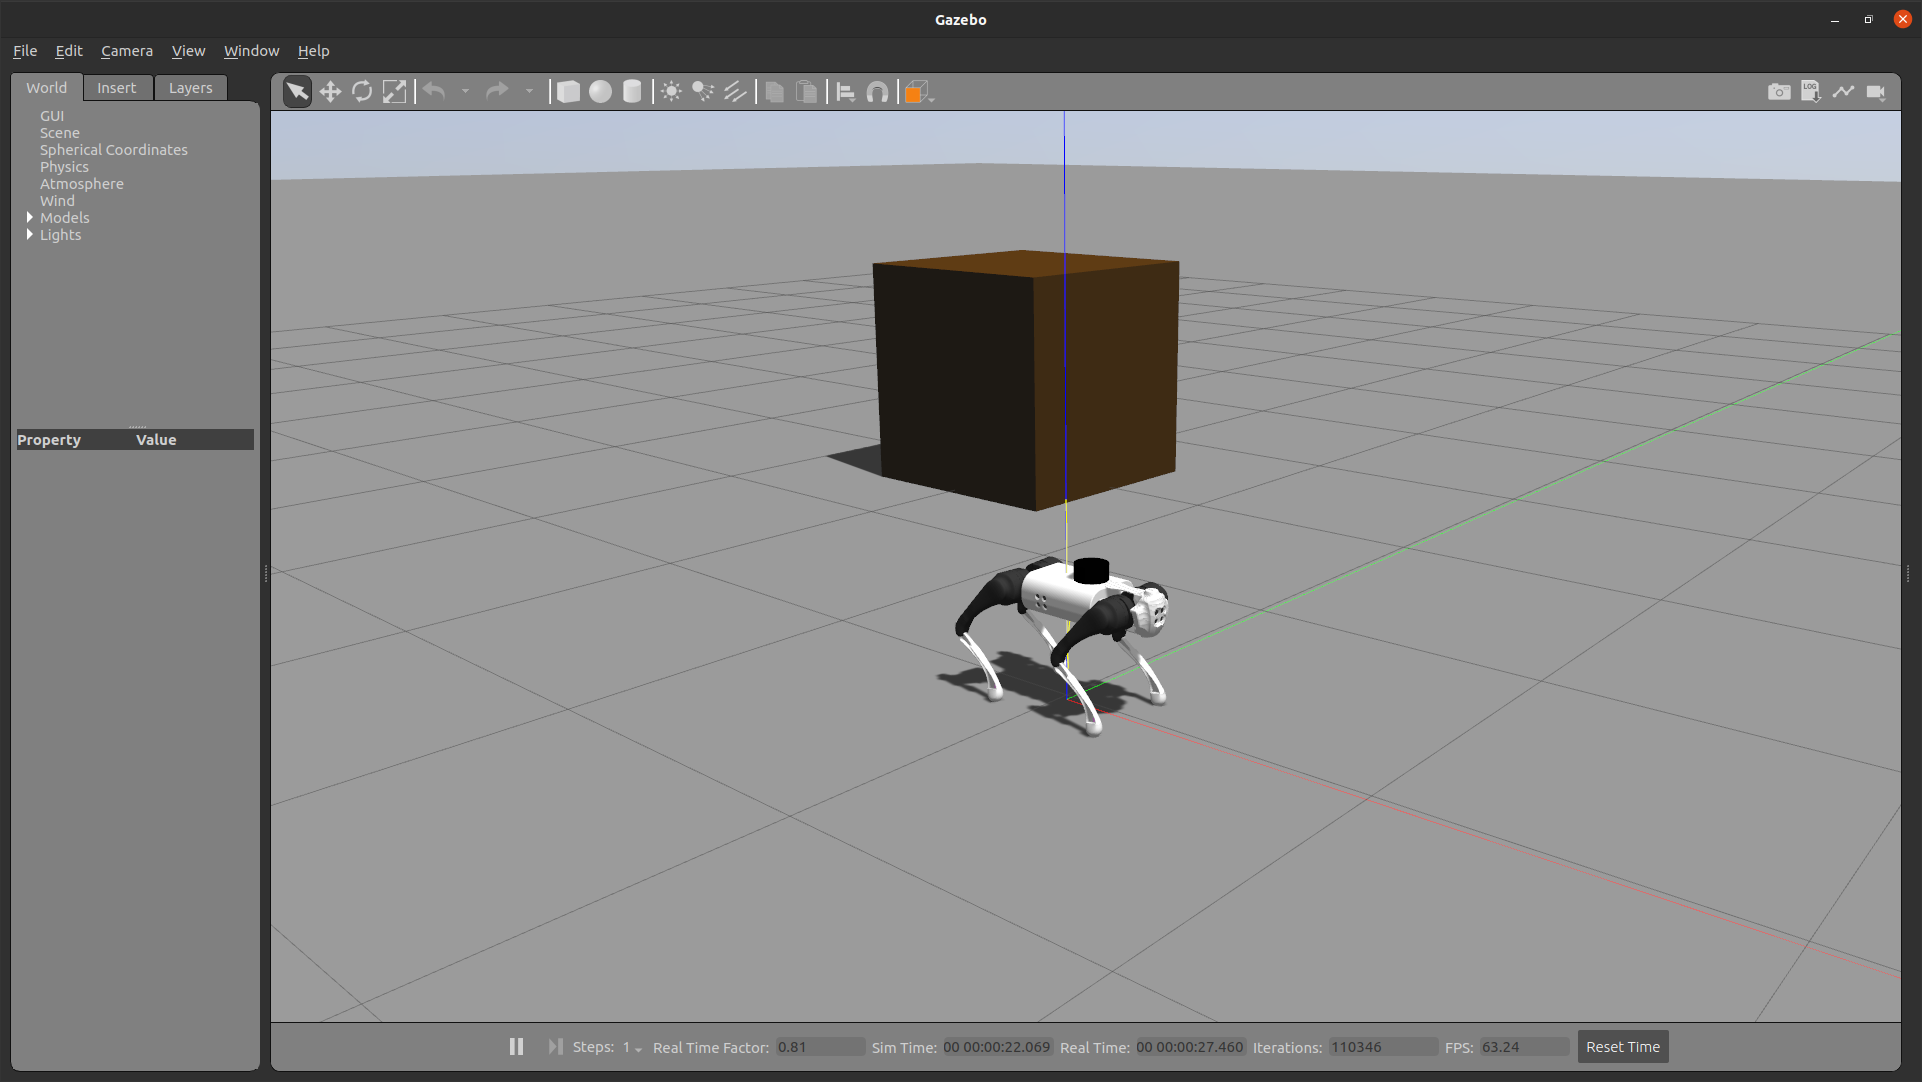 Gazebo
File Edit Camera View Window Help
World Insert Layers
LOG
GUI
Scene
Spherical Coordinates
Physics
Atmosphere
Wind
Models
Lights
Property Value
Steps: 1 Real Time Factor: 0.81 Sim Time: 00 00:00:22.069 Real Time: 00 00:00:27.460 Iterations: 110346 FPS: 63.24 Reset Time